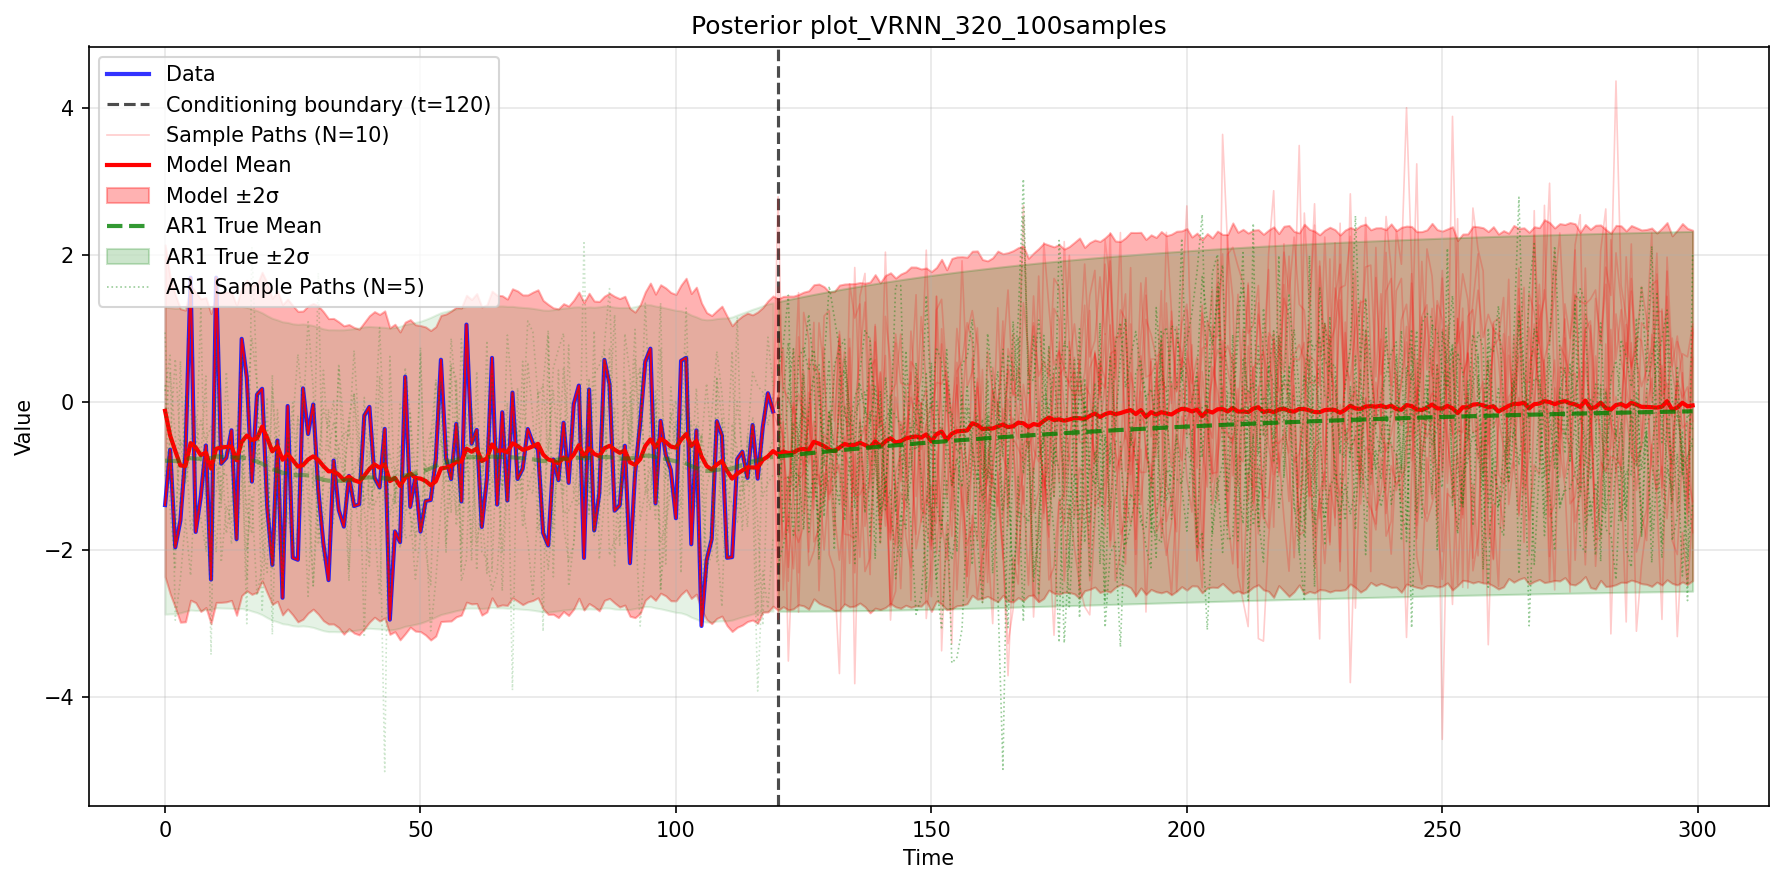 Posterior plot_VRNN_320_100samples
Data
Conditioning boundary (t=120)
Sample Paths (N=10)
Model Mean
Model ±2σ
AR1 True Mean
AR1 True ±2σ
AR1 Sample Paths (N=5)
4
2
0
−2
−4
Value
0
50
100
150
200
250
300
Time